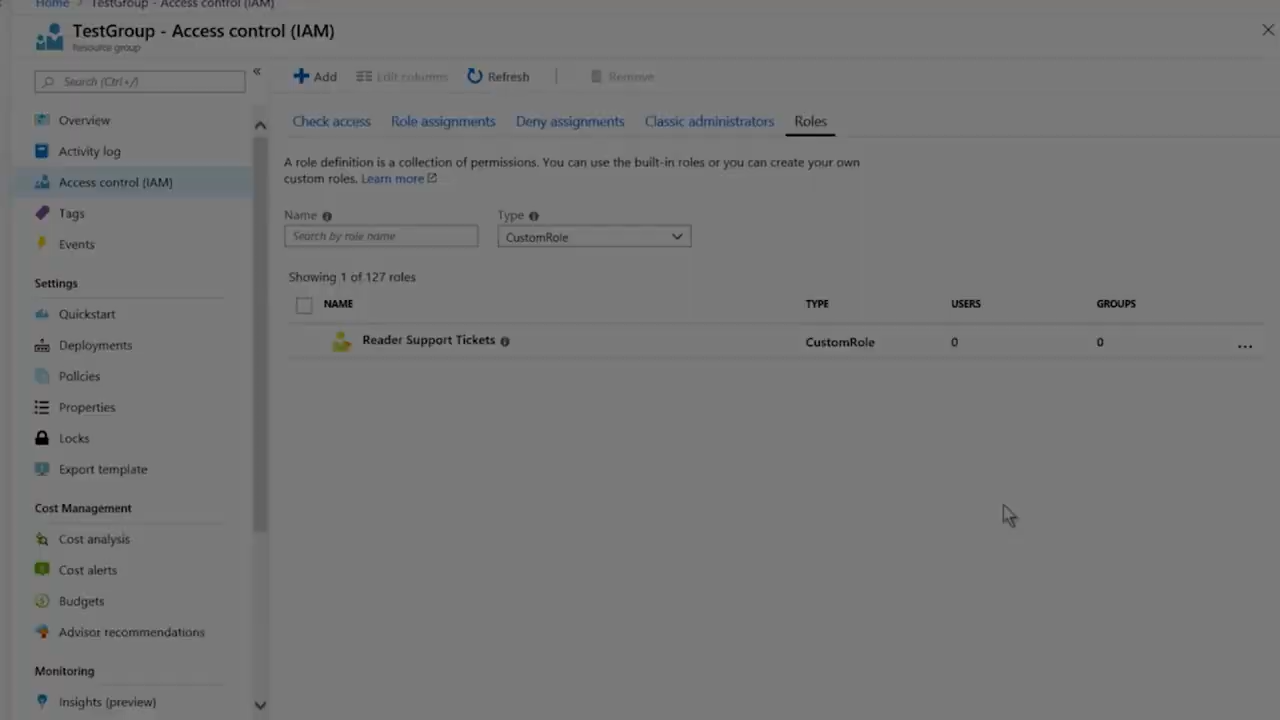 Home
TestGroup - Access control (IAM)
TestGroup - Access control (IAM)
Resource group
Search (Ctrl+/)
«
Add
Edit columns
Refresh
Remove
Overview
Activity log
Access control (IAM)
Tags
Events
Settings
Quickstart
Deployments
Policies
Properties
Locks
Export template
Cost Management
Cost analysis
Cost alerts
Budgets
Advisor recommendations
Monitoring
Insights (preview)
Check access
Role assignments
Deny assignments
Classic administrators
Roles
A role definition is a collection of permissions. You can use the built-in roles or you can create your own
custom roles. Learn more
Name
Type
Search by role name
CustomRole
Showing 1 of 127 roles
NAME TYPE USERS GROUPS
Reader Support Tickets CustomRole 0 0 ...